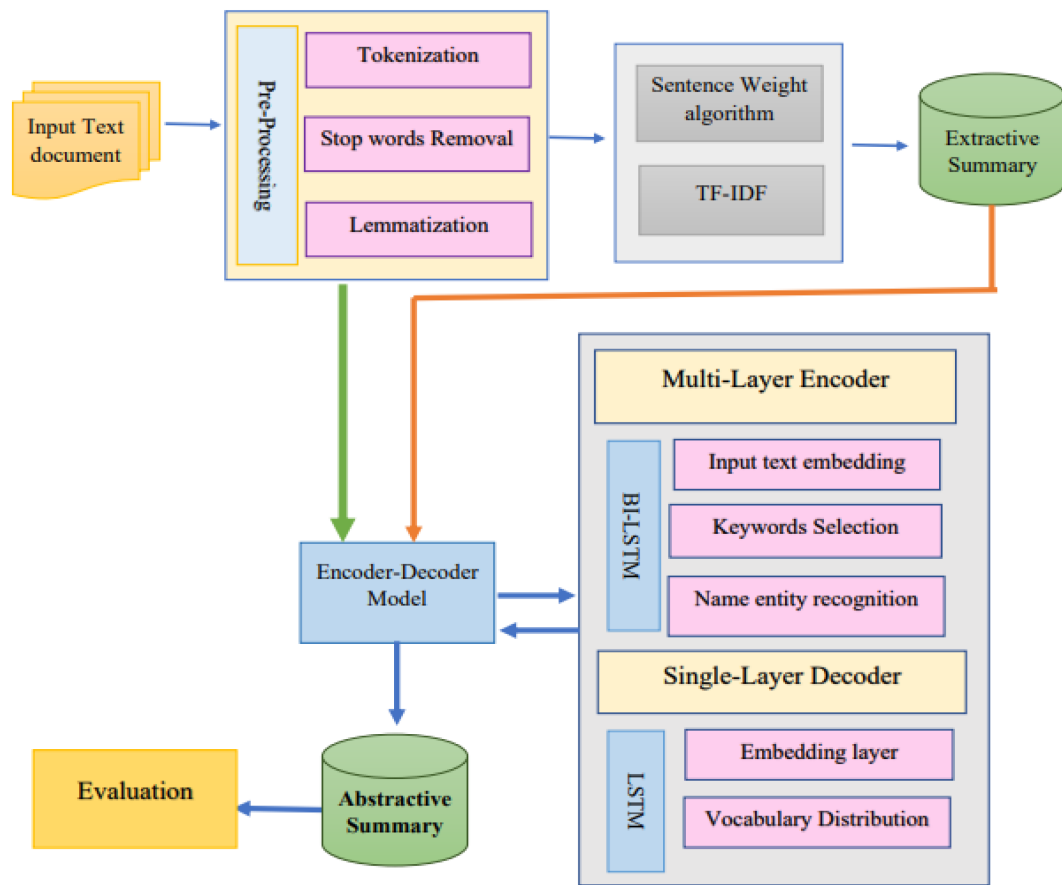 Input Text
document
Pre-Processing
Tokenization
Stop words Removal
Lemmatization
Sentence Weight
algorithm
TF-IDF
Extractive
Summary
Multi-Layer Encoder
BI-LSTM
Input text embedding
Keywords Selection
Name entity recognition
Encoder-Decoder
Model
Single-Layer Decoder
LSTM
Embedding layer
Vocabulary Distribution
Abstractive
Summary
Evaluation